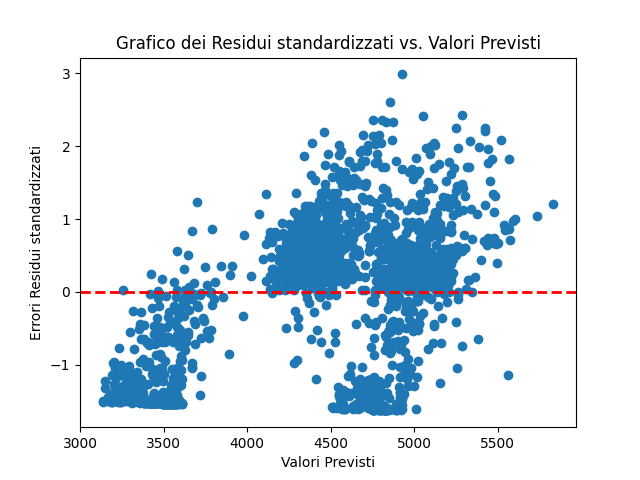 Grafico dei Residui standardizzati vs. Valori Previsti
Errori Residui standardizzati
3
2
1
0
−1
3000 3500 4000 4500 5000 5500
Valori Previsti